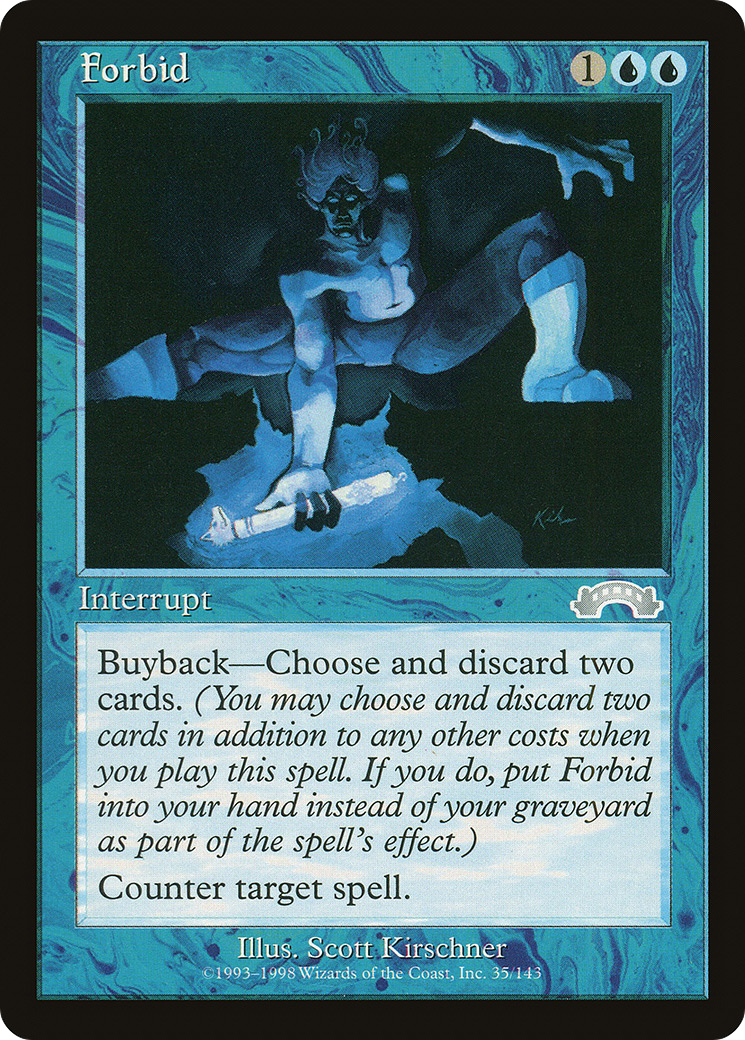 Forbid 1
Interrupt
Buyback—Choose and discard two
cards. (You may choose and discard two
cards in addition to any other costs when
you play this spell. If you do, put Forbid
into your hand instead of your graveyard
as part of the spell's effect.)
Counter target spell.
Illus. Scott Kirschner
©1993–1998 Wizards of the Coast, Inc. 35/143